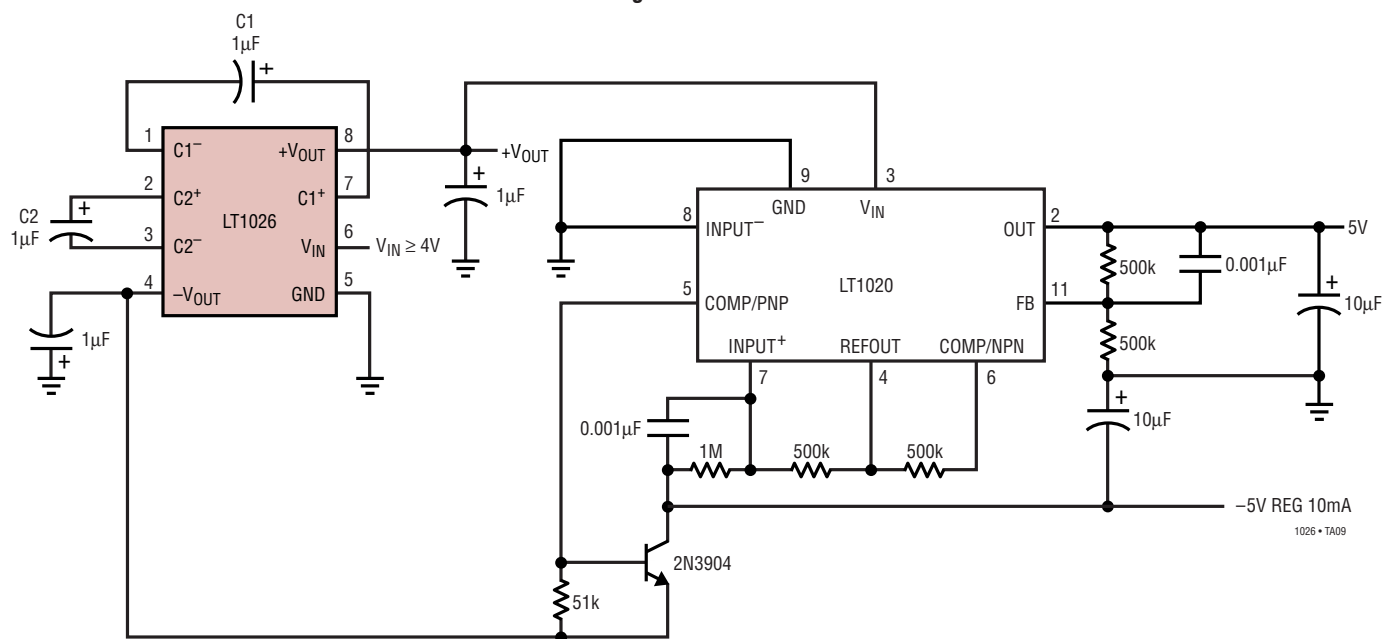 C1
1µF
1
C1⁻
8
+VOUT
+VOUT
2
C2⁺
7
C1⁺
1µF
C2
1µF
LT1026
3
C2⁻
6
VIN
VIN ≥ 4V
4
–VOUT
5
GND
1µF
9
GND
3
VIN
8
INPUT⁻
2
OUT
5V
500k
0.001µF
LT1020
5
COMP/PNP
11
FB
10µF
500k
INPUT⁺
REFOUT
COMP/NPN
7
4
6
10µF
0.001µF
1M
500k
500k
–5V REG 10mA
1026 • TA09
2N3904
51k